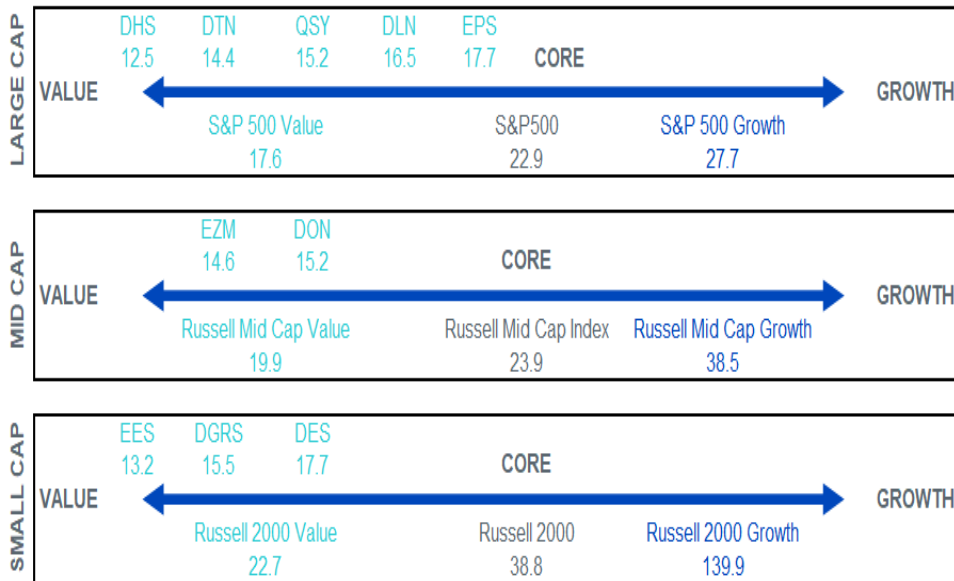 LARGE CAP
DHS DTN QSY DLN EPS
12.5 14.4 15.2 16.5 17.7 CORE
VALUE GROWTH
S&P 500 Value S&P500 S&P 500 Growth
17.6 22.9 27.7
MID CAP
EZM DON
14.6 15.2 CORE
VALUE GROWTH
Russell Mid Cap Value Russell Mid Cap Index Russell Mid Cap Growth
19.9 23.9 38.5
SMALL CAP
EES DGRS DES
13.2 15.5 17.7 CORE
VALUE GROWTH
Russell 2000 Value Russell 2000 Russell 2000 Growth
22.7 38.8 139.9